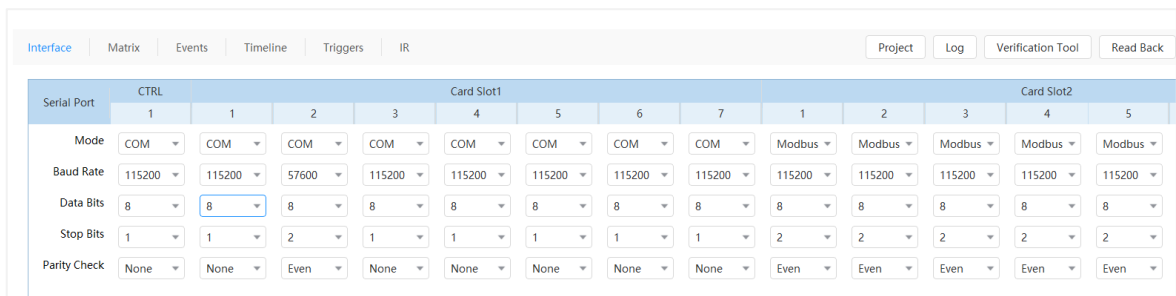 Interface Matrix Events Timeline Triggers IR Project Log Verification Tool Read Back
Serial Port CTRL Card Slot1 Card Slot2
1 1 2 3 4 5 6 7 1 2 3 4 5
Mode COM COM COM COM COM COM COM COM Modbus Modbus Modbus Modbus Modbus
Baud Rate 115200 115200 57600 115200 115200 115200 115200 115200 115200 115200 115200 115200 115200
Data Bits 8 8 8 8 8 8 8 8 8 8 8 8 8
Stop Bits 1 1 2 1 1 1 1 1 2 2 2 2 2
Parity Check None None Even None None None None None Even Even Even Even Even